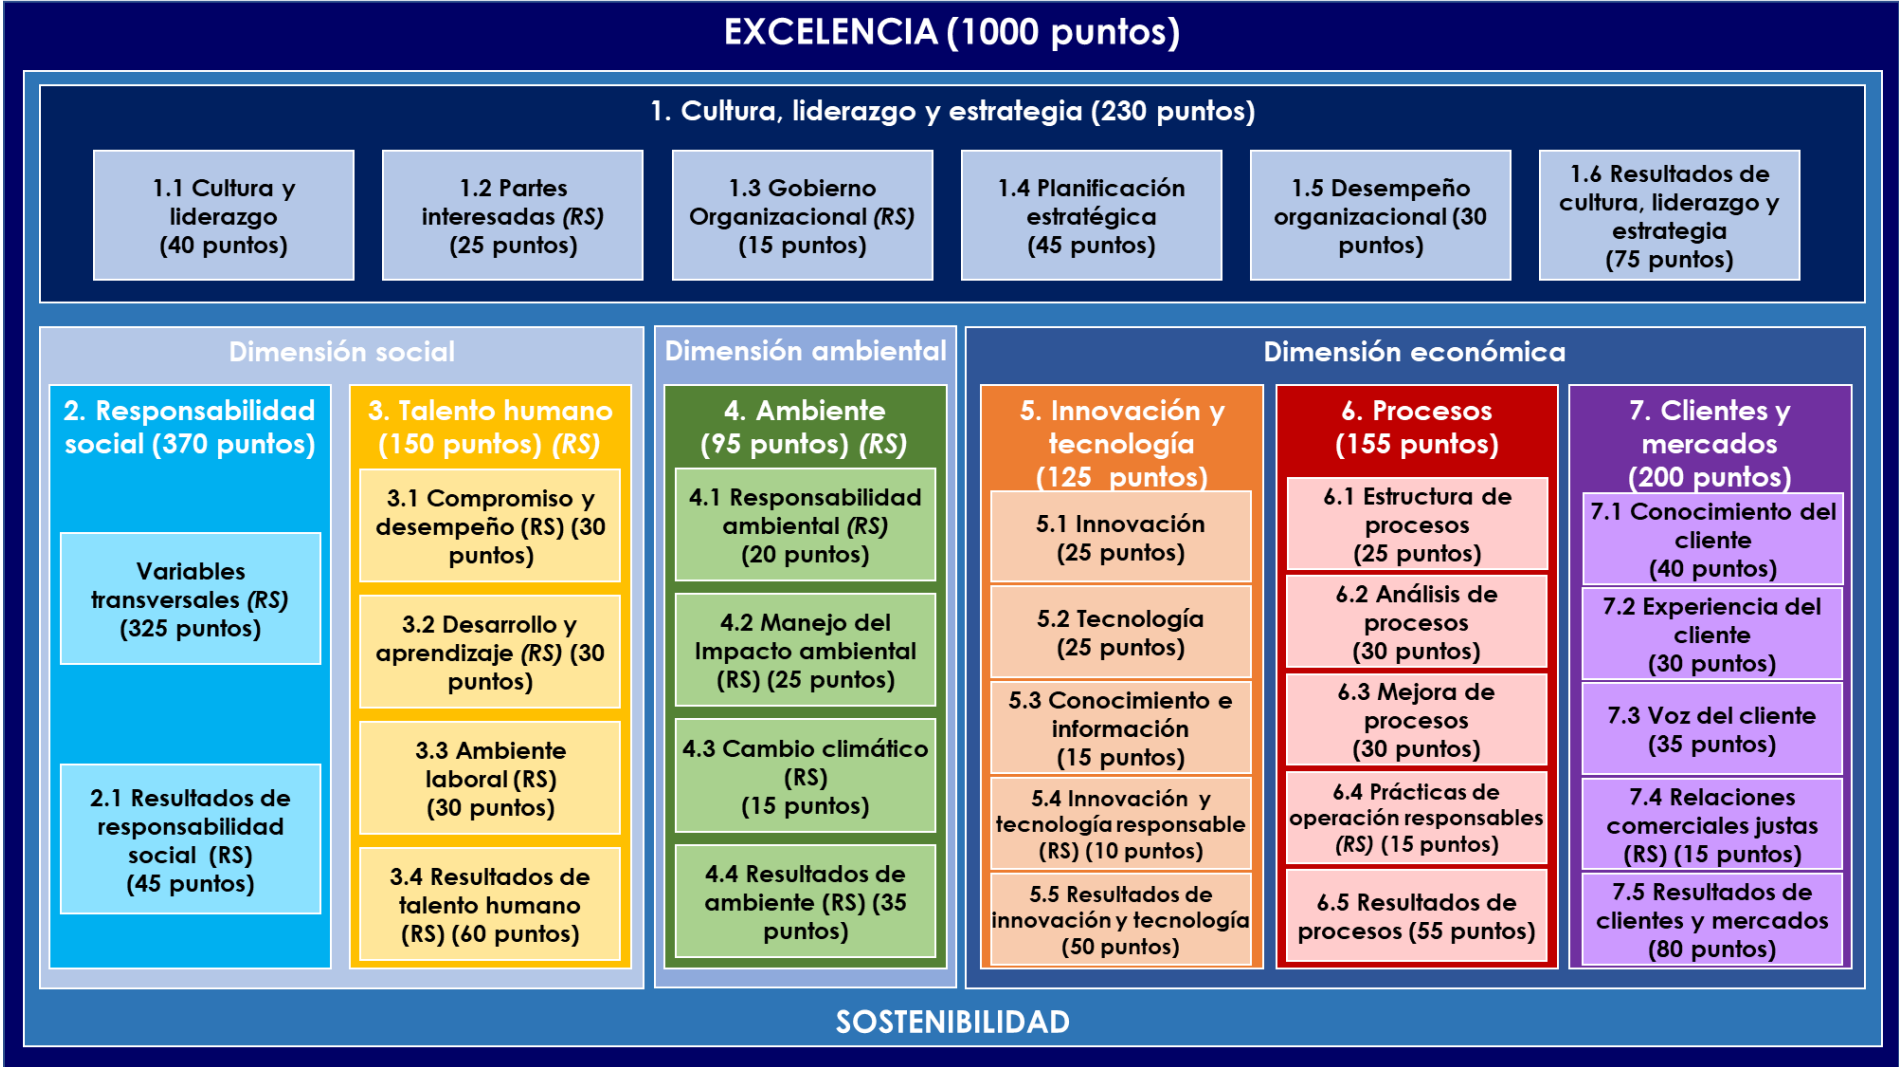 EXCELENCIA (1000 puntos)
1. Cultura, liderazgo y estrategia (230 puntos)
1.1 Cultura y
liderazgo
(40 puntos)
1.2 Partes
interesadas (RS)
(25 puntos)
1.3 Gobierno
Organizacional (RS)
(15 puntos)
1.4 Planificación
estratégica
(45 puntos)
1.5 Desempeño
organizacional (30
puntos)
1.6 Resultados de
cultura, liderazgo y
estrategia
(75 puntos)
Dimensión social
2. Responsabilidad
social (370 puntos)
Variables
transversales (RS)
(325 puntos)
2.1 Resultados de
responsabilidad
social (RS)
(45 puntos)
3. Talento humano
(150 puntos) (RS)
3.1 Compromiso y
desempeño (RS) (30
puntos)
3.2 Desarrollo y
aprendizaje (RS) (30
puntos)
3.3 Ambiente
laboral (RS)
(30 puntos)
3.4 Resultados de
talento humano
(RS) (60 puntos)
Dimensión ambiental
4. Ambiente
(95 puntos) (RS)
4.1 Responsabilidad
ambiental (RS)
(20 puntos)
4.2 Manejo del
Impacto ambiental
(RS) (25 puntos)
4.3 Cambio climático
(RS)
(15 puntos)
4.4 Resultados de
ambiente (RS) (35
puntos)
Dimensión económica
5. Innovación y
tecnología
(125 puntos)
5.1 Innovación
(25 puntos)
5.2 Tecnología
(25 puntos)
5.3 Conocimiento e
información
(15 puntos)
5.4 Innovación y
tecnología responsable
(RS) (10 puntos)
5.5 Resultados de
innovación y tecnología
(50 puntos)
6. Procesos
(155 puntos)
6.1 Estructura de
procesos
(25 puntos)
6.2 Análisis de
procesos
(30 puntos)
6.3 Mejora de
procesos
(30 puntos)
6.4 Prácticas de
operación responsables
(RS) (15 puntos)
6.5 Resultados de
procesos (55 puntos)
7. Clientes y
mercados
(200 puntos)
7.1 Conocimiento del
cliente
(40 puntos)
7.2 Experiencia del
cliente
(30 puntos)
7.3 Voz del cliente
(35 puntos)
7.4 Relaciones
comerciales justas
(RS) (15 puntos)
7.5 Resultados de
clientes y mercados
(80 puntos)
SOSTENIBILIDAD